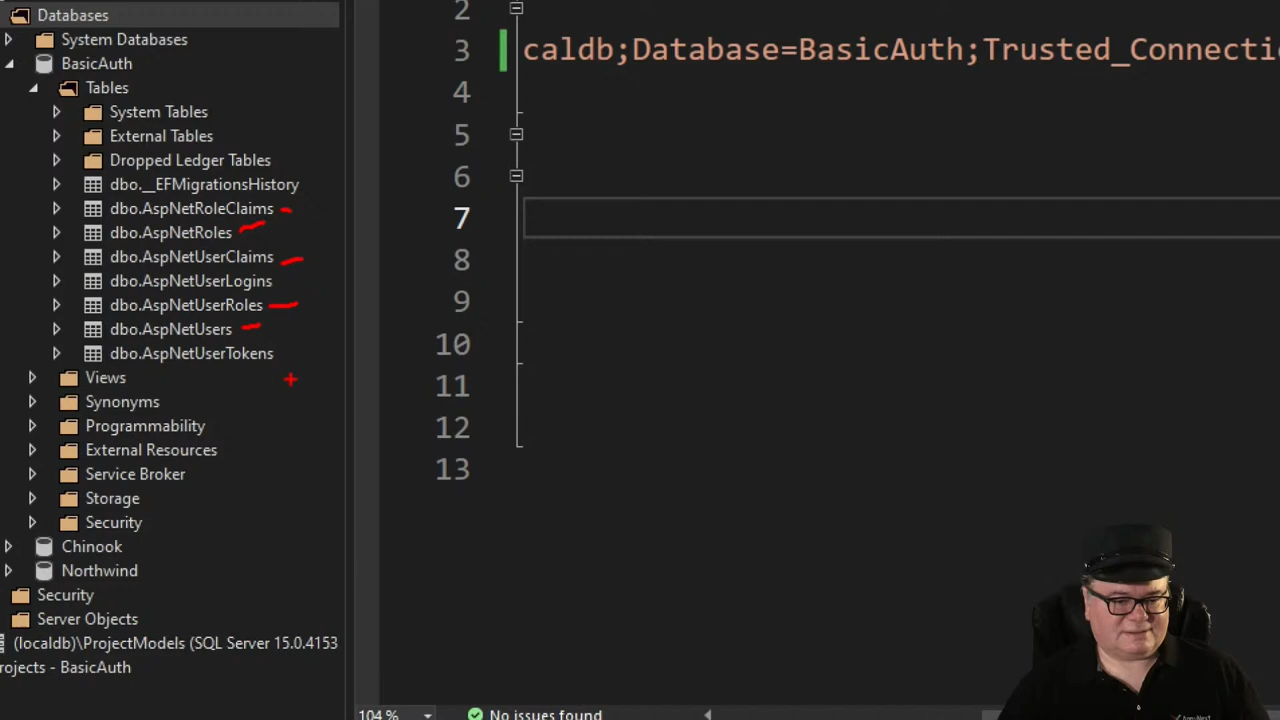 Databases
System Databases
BasicAuth
Tables
System Tables
External Tables
Dropped Ledger Tables
dbo.__EFMigrationsHistory
dbo.AspNetRoleClaims
dbo.AspNetRoles
dbo.AspNetUserClaims
dbo.AspNetUserLogins
dbo.AspNetUserRoles
dbo.AspNetUsers
dbo.AspNetUserTokens
Views
Synonyms
Programmability
External Resources
Service Broker
Storage
Security
Chinook
Northwind
Security
Server Objects
(localdb)\ProjectModels (SQL Server 15.0.4153
rojects - BasicAuth
2
3 caldb;Database=BasicAuth;Trusted_Connecti
4
5
6
7
8
9
10
11
12
13
104 %
No issues found